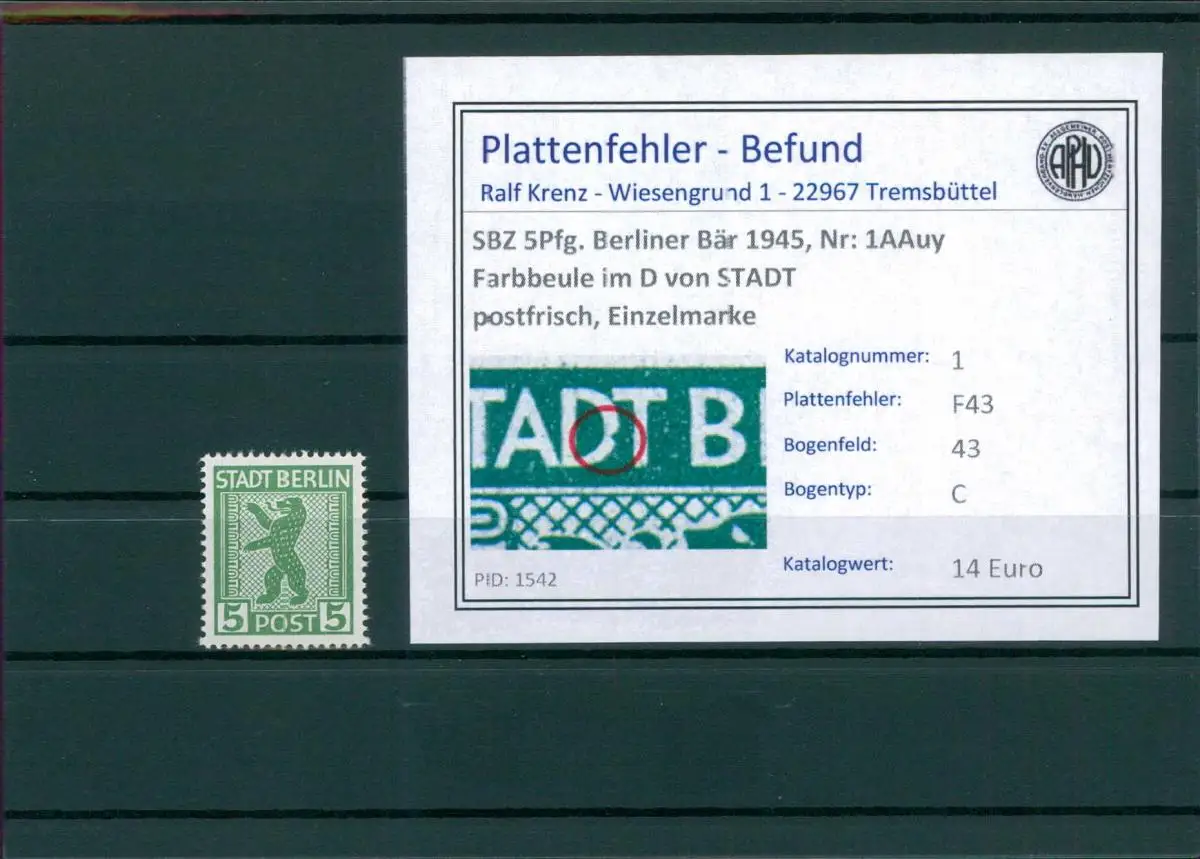 Plattenfehler - Befund
Ralf Krenz - Wiesengrund 1 - 22967 Tremsbüttel
APHV
SBZ 5Pfg. Berliner Bär 1945, Nr: 1AAuy
Farbbeule im D von STADT
postfrisch, Einzelmarke
TADT B
Katalognummer: 1
Plattenfehler: F43
Bogenfeld: 43
Bogentyp: C
Katalogwert: 14 Euro
PID: 1542
STADT BERLIN
5 POST 5